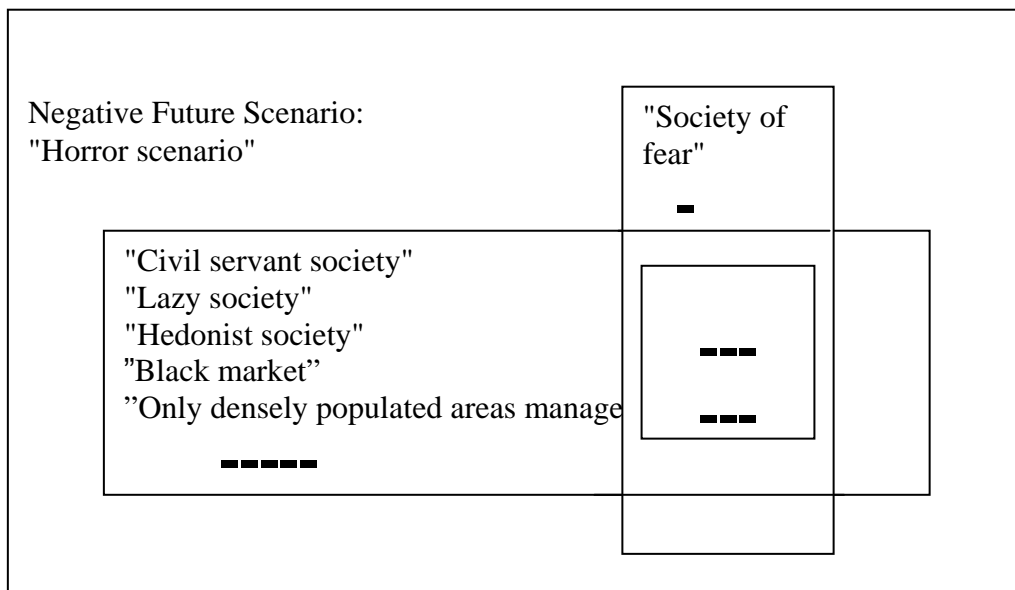 Negative Future Scenario:
"Horror scenario"
"Society of
fear"
-
"Civil servant society"
"Lazy society"
"Hedonist society"
”Black market”
”Only densely populated areas manage
---
---
-----